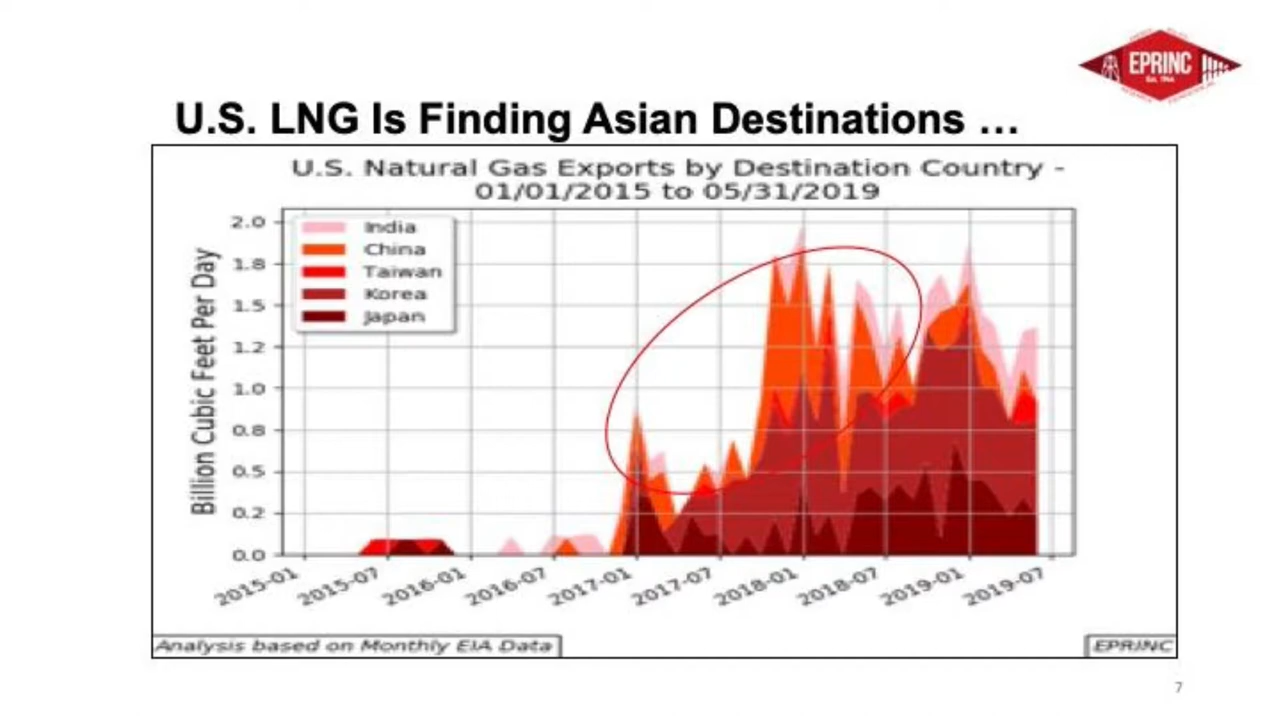 EPRINC
Est. 1944
U.S. LNG Is Finding Asian Destinations …
U.S. Natural Gas Exports by Destination Country -
01/01/2015 to 05/31/2019
Billion Cubic Feet Per Day
2.0
1.8
1.5
1.2
1.0
0.8
0.5
0.2
0.0
India
China
Taiwan
Korea
Japan
2015-01
2015-07
2016-01
2016-07
2017-01
2017-07
2018-01
2018-07
2019-01
2019-07
Analysis based on Monthly EIA Data
EPRINC
7